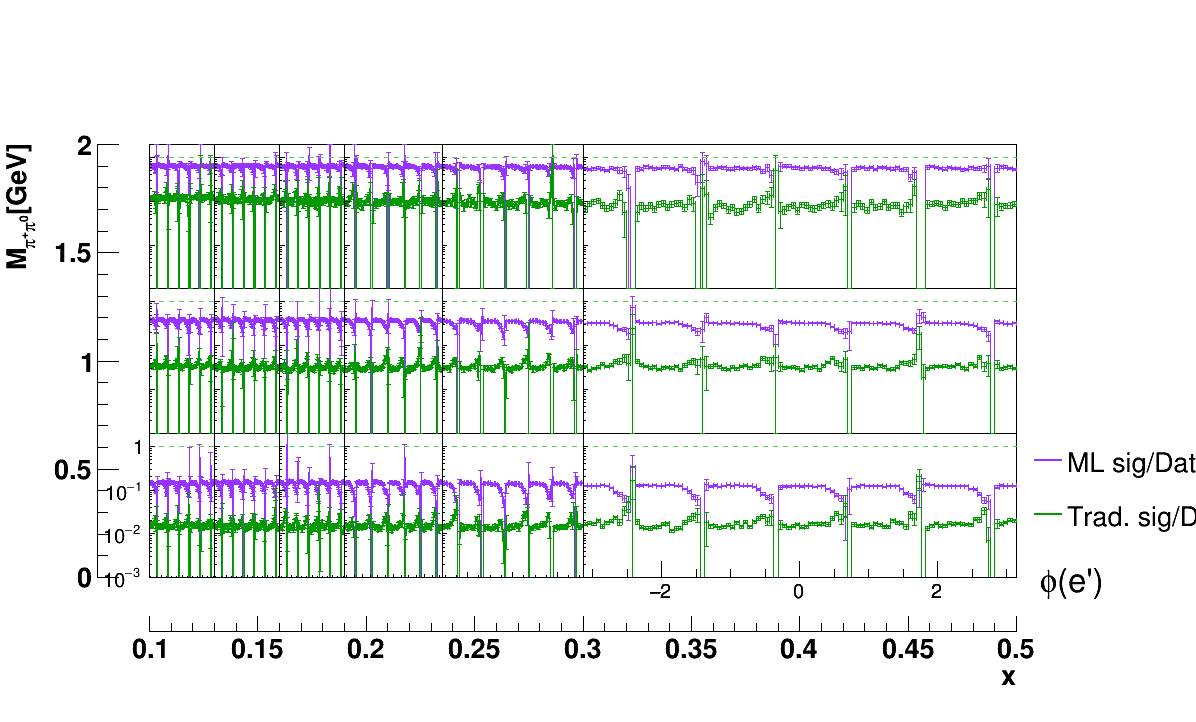 M π⁺π⁰ [GeV]
2
1.5
1
0.5
0
1
10⁻¹
10⁻²
10⁻³
ML sig/Dat
Trad. sig/D
−2 0 2
ϕ(e')
0.1 0.15 0.2 0.25 0.3 0.35 0.4 0.45 0.5
x